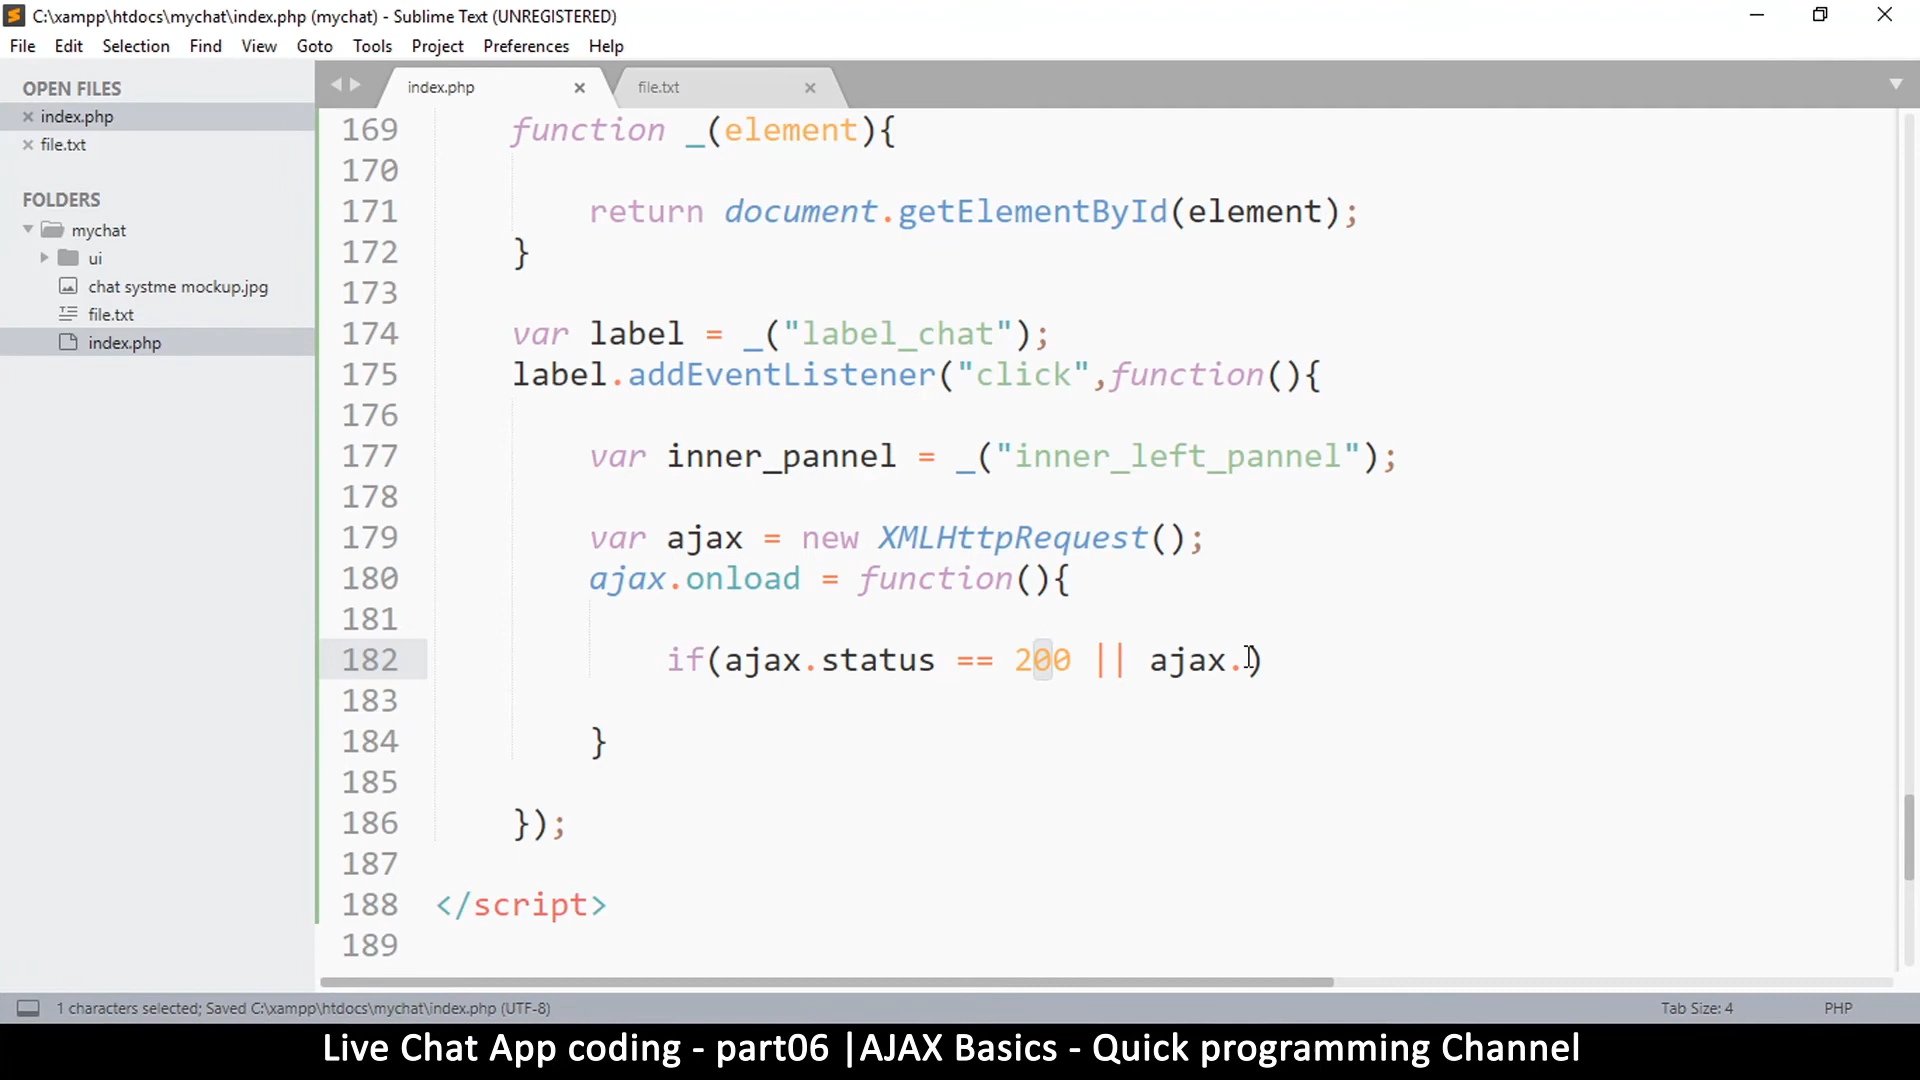 C:\xampp\htdocs\mychat\index.php (mychat) - Sublime Text (UNREGISTERED)
File Edit Selection Find View Goto Tools Project Preferences Help
OPEN FILES
index.php
file.txt
FOLDERS
mychat
ui
chat systme mockup.jpg
file.txt
index.php
index.php file.txt
169 function _(element){
170
171 return document.getElementById(element);
172 }
173
174 var label = _("label_chat");
175 label.addEventListener("click",function(){
176
177 var inner_pannel = _("inner_left_pannel");
178
179 var ajax = new XMLHttpRequest();
180 ajax.onload = function(){
181
182 if(ajax.status == 200 || ajax.)
183
184 }
185
186 });
187
188 </script>
189
1 characters selected; Saved C:\xampp\htdocs\mychat\index.php (UTF-8) Tab Size: 4 PHP
Live Chat App coding - part06 |AJAX Basics - Quick programming Channel